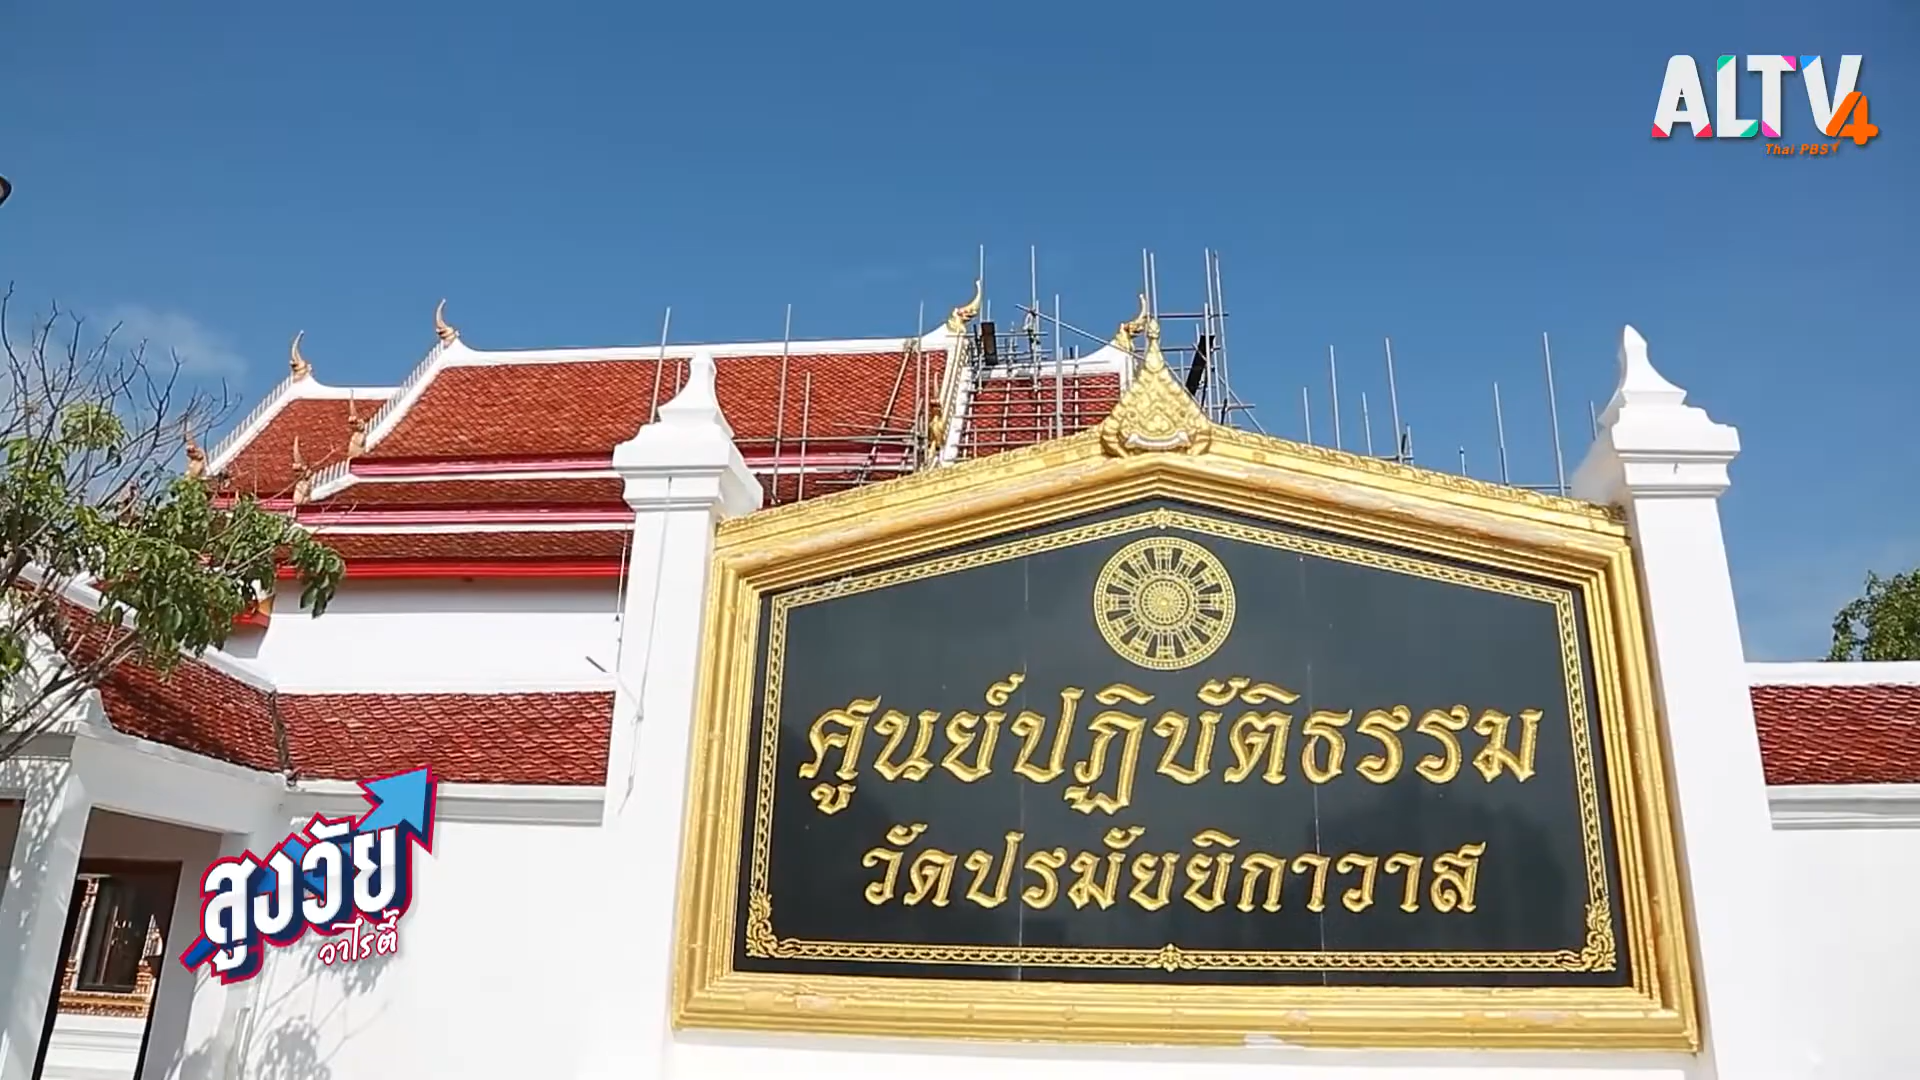 ALTV4
Thai PBS
ศูนย์ปฏิบัติธรรม
วัดปรมัยยิกาวาส
สูงวัย
วาไรตี้